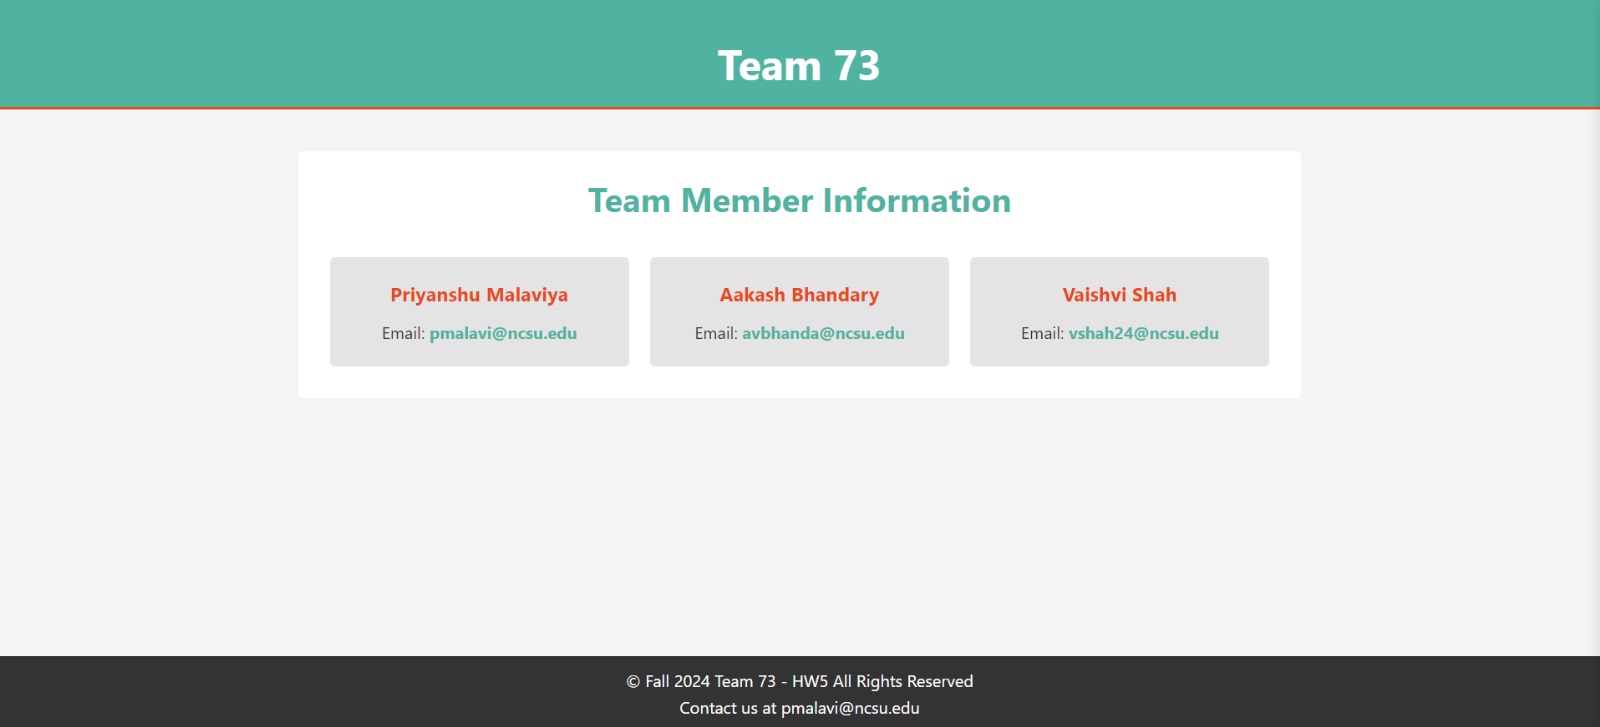 Team 73
Team Member Information
Priyanshu Malaviya
Email: pmalavi@ncsu.edu
Aakash Bhandary
Email: avbhanda@ncsu.edu
Vaishvi Shah
Email: vshah24@ncsu.edu
© Fall 2024 Team 73 - HW5 All Rights Reserved
Contact us at pmalavi@ncsu.edu